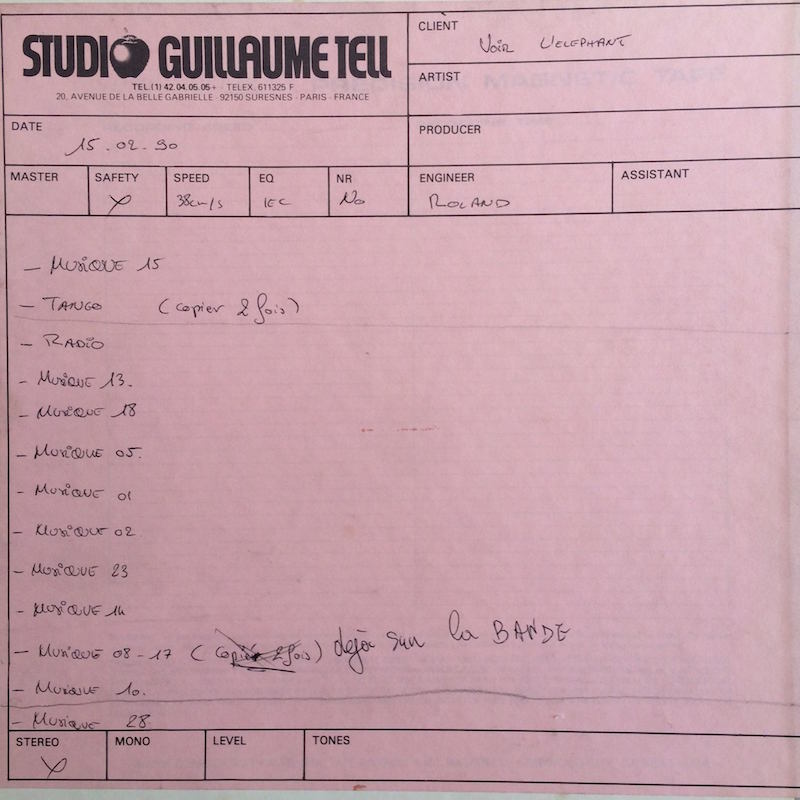 STUDIO GUILLAUME TELL
TEL.(1) 42.04.05.05+ - TELEX. 611325 F
20, AVENUE DE LA BELLE GABRIELLE - 92150 SURESNES - PARIS - FRANCE
CLIENT
VOIR L'ELEPHANT
ARTIST
DATE
15.02.90
PRODUCER
MASTER
SAFETY
X
SPEED
38cm/s
EQ
IEC
NR
No
ENGINEER
ROLAND
ASSISTANT
- MUSIQUE 15
- TANGO (copier 2 fois)
- RADIO
- MUSIQUE 13.
- MUSIQUE 18
- MUSIQUE 05.
- MUSIQUE 01
- MUSIQUE 02
- MUSIQUE 23
- MUSIQUE 14
- MUSIQUE 08-17 (copier 2 fois) déjà sur la BANDE
- MUSIQUE 10.
- MUSIQUE 28
STEREO
X
MONO
LEVEL
TONES